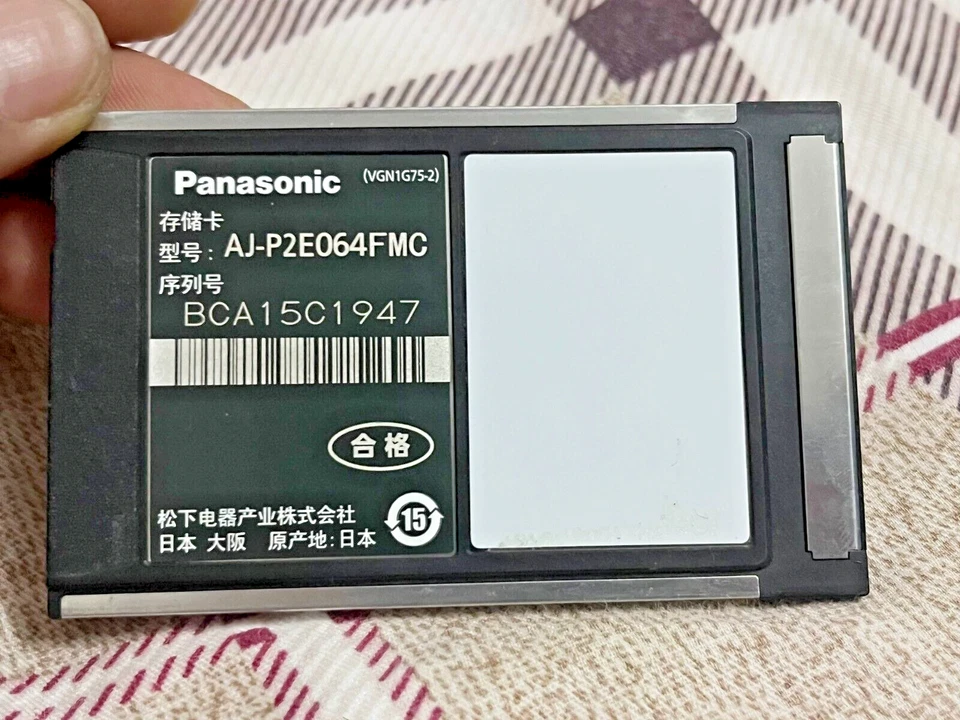 Panasonic (VGN1G75-2)
存储卡
型号: AJ-P2E064FMC
序列号
BCA15C1947
合格
松下电器产业株式会社
日本 大阪 原产地:日本
15